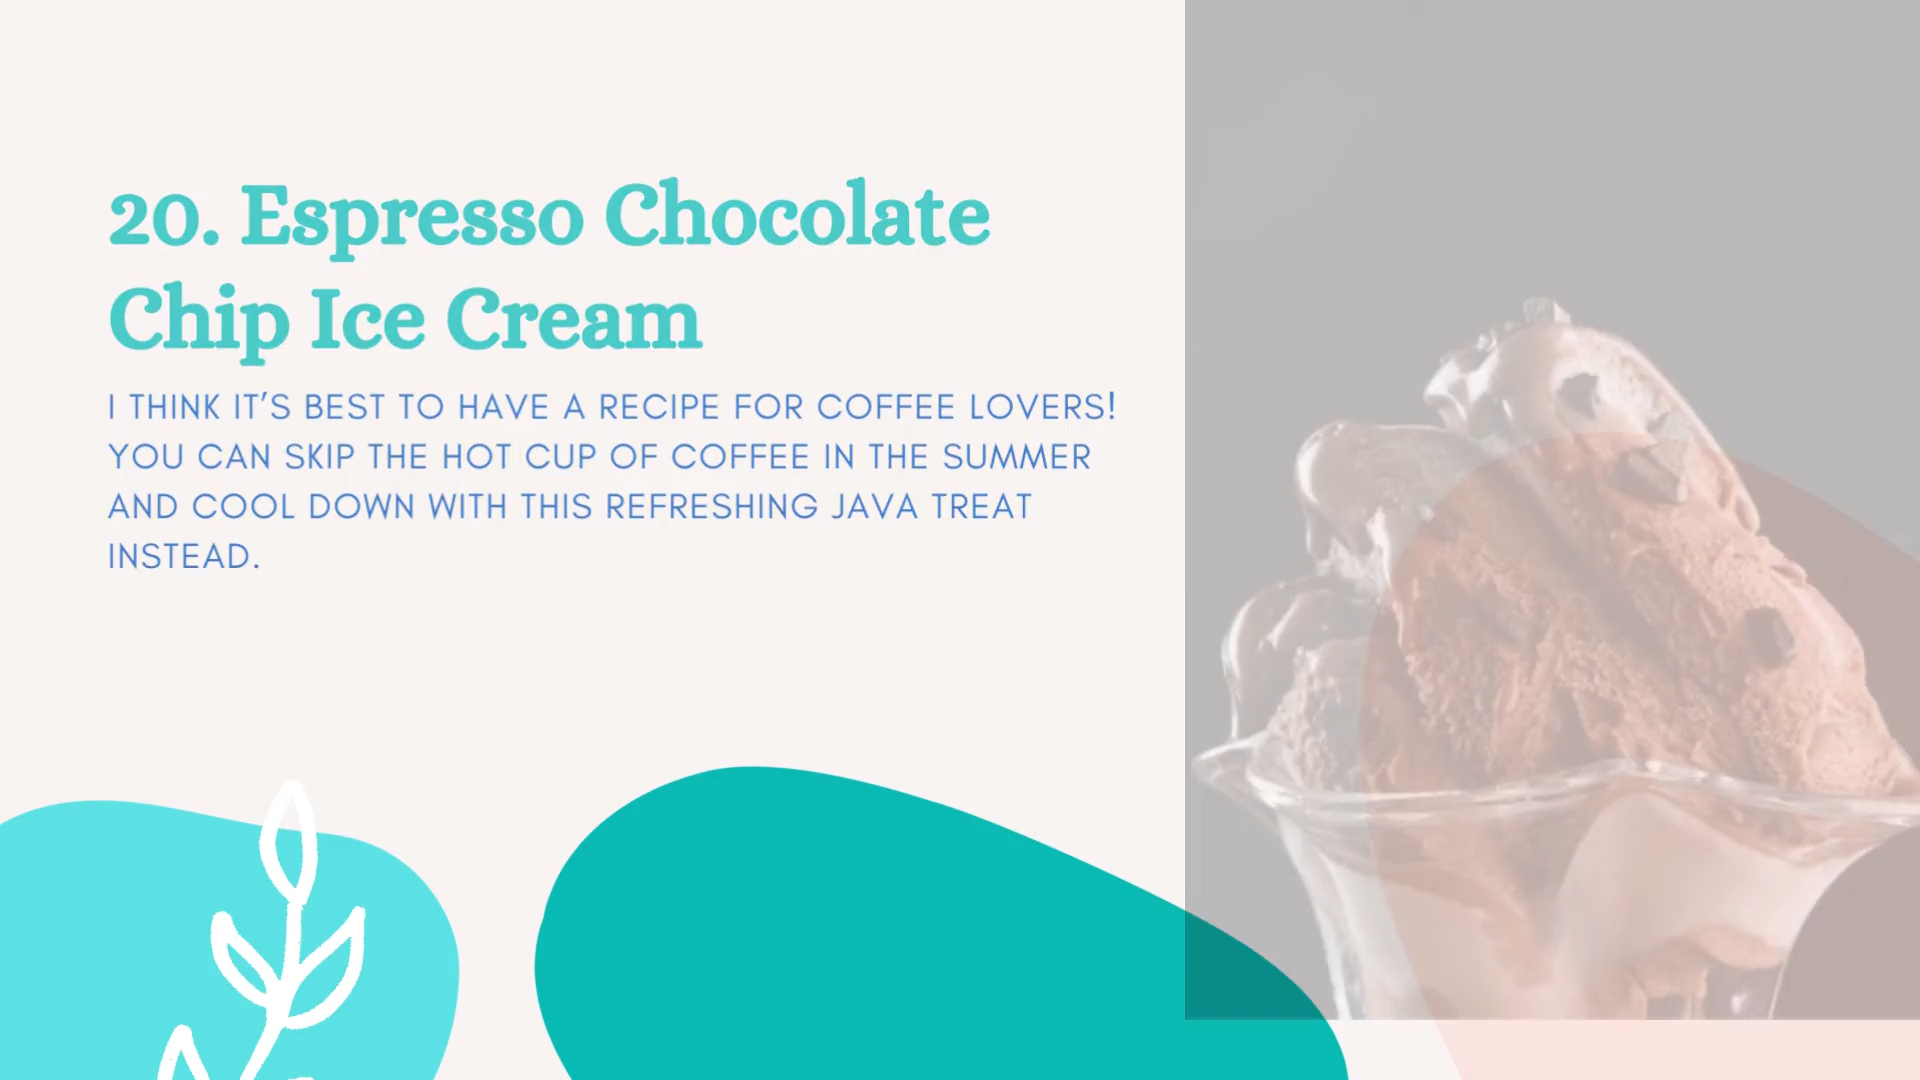 20. Espresso Chocolate
Chip Ice Cream
I THINK IT'S BEST TO HAVE A RECIPE FOR COFFEE LOVERS!
YOU CAN SKIP THE HOT CUP OF COFFEE IN THE SUMMER
AND COOL DOWN WITH THIS REFRESHING JAVA TREAT
INSTEAD.